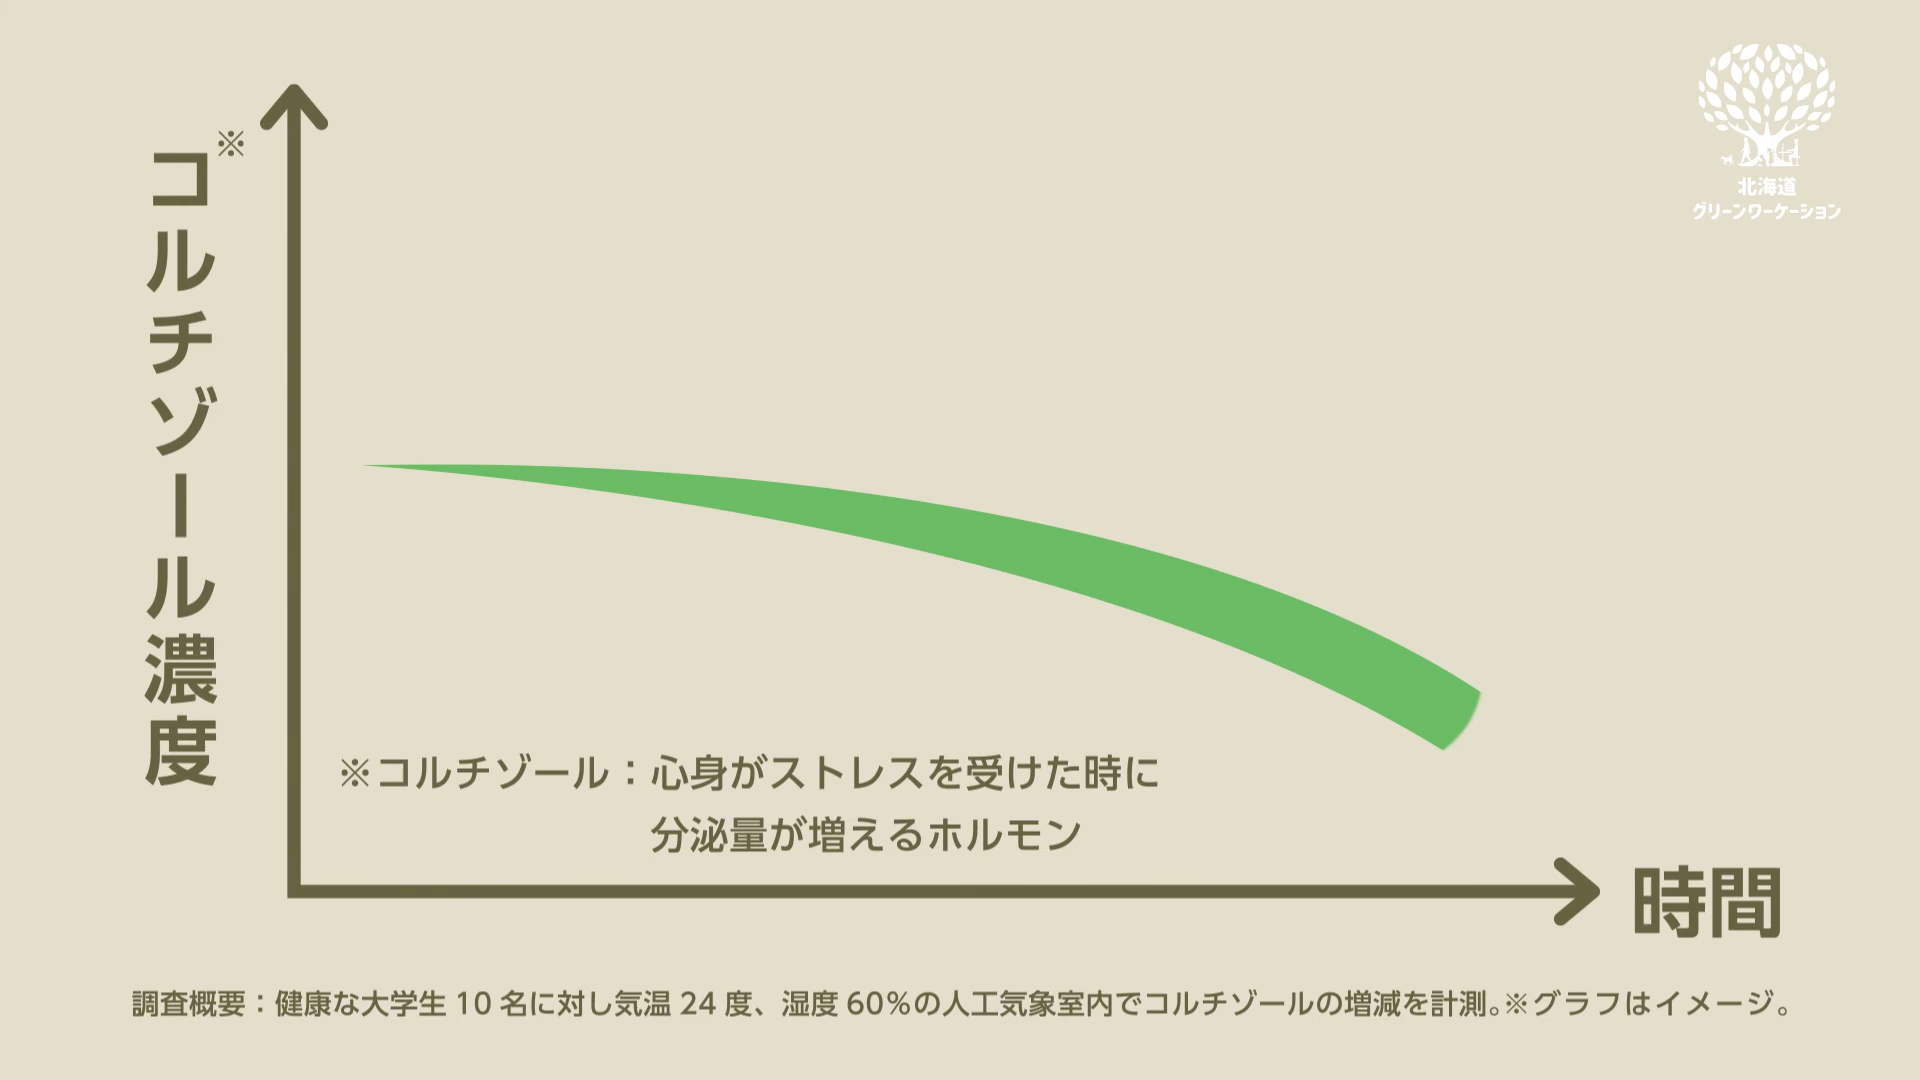 コルチゾール濃度※
北海道
グリーンワーケーション
※コルチゾール：心身がストレスを受けた時に
分泌量が増えるホルモン
時間
調査概要：健康な大学生 10 名に対し気温 24 度、湿度 60%の人工気象室内でコルチゾールの増減を計測。※グラフはイメージ。